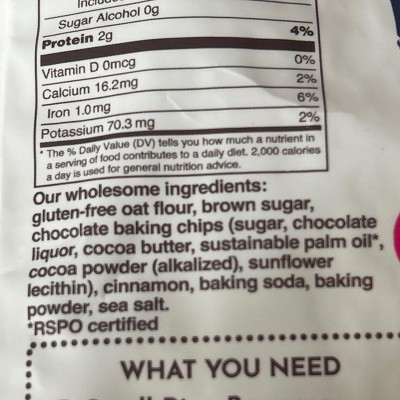 Sugar Alcohol 0g
Protein 2g 4%
Vitamin D 0mcg 0%
Calcium 16.2mg 2%
Iron 1.0mg 6%
Potassium 70.3 mg 2%
* The % Daily Value (DV) tells you how much a nutrient in
a serving of food contributes to a daily diet. 2,000 calories
a day is used for general nutrition advice.
Our wholesome ingredients:
gluten-free oat flour, brown sugar,
chocolate baking chips (sugar, chocolate
liquor, cocoa butter, sustainable palm oil*,
cocoa powder (alkalized), sunflower
lecithin), cinnamon, baking soda, baking
powder, sea salt.
*RSPO certified
WHAT YOU NEED